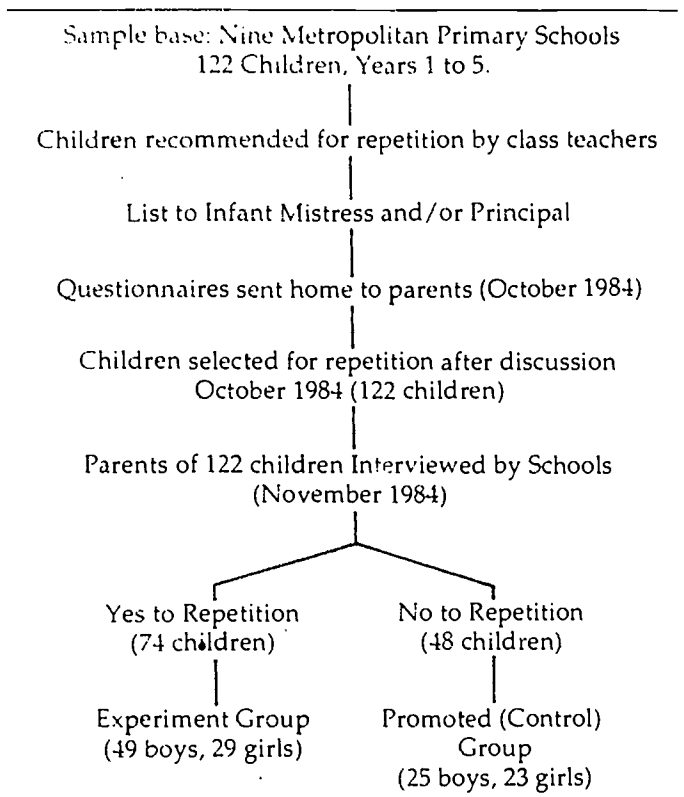 Sample base: Nine Metropolitan Primary Schools
122 Children, Years 1 to 5.
Children recommended for repetition by class teachers
List to Infant Mistress and/or Principal
Questionnaires sent home to parents (October 1984)
Children selected for repetition after discussion
October 1984 (122 children)
Parents of 122 children Interviewed by Schools
(November 1984)
Yes to Repetition
(74 children)
No to Repetition
(48 children)
Experiment Group
(49 boys, 29 girls)
Promoted (Control)
Group
(25 boys, 23 girls)